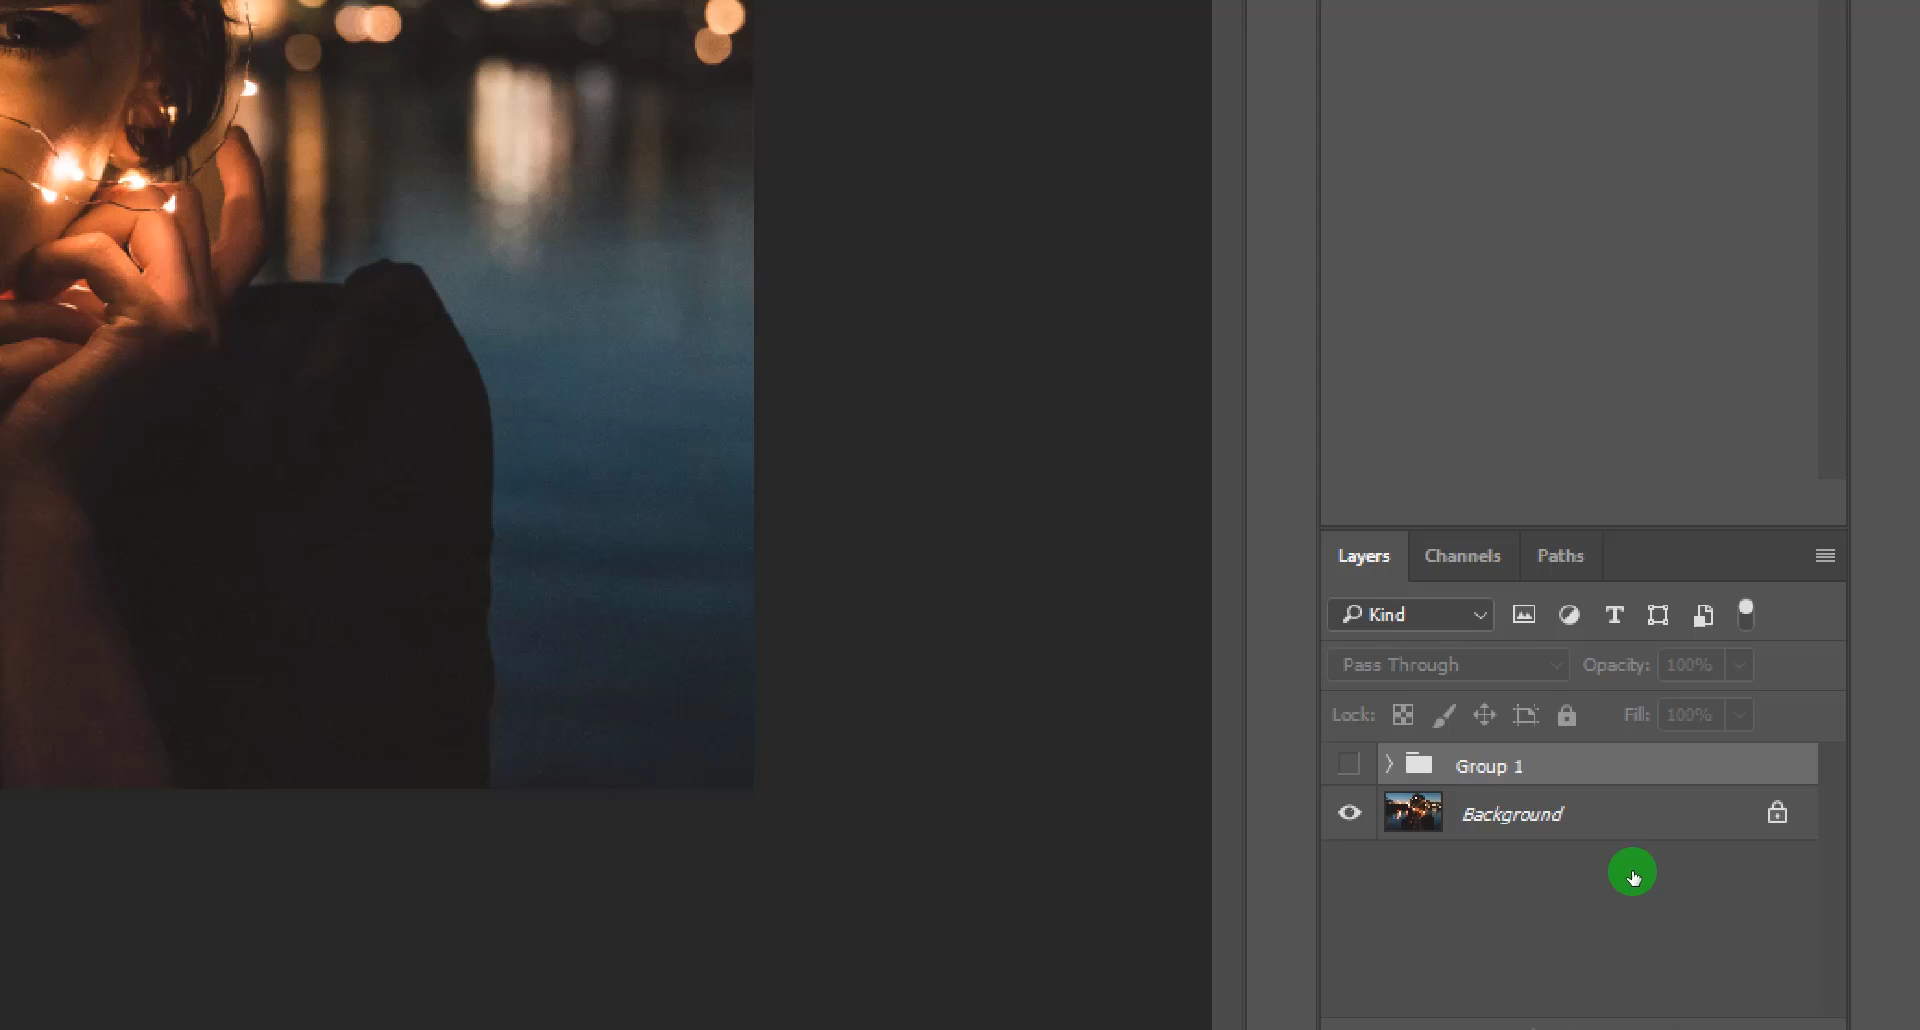 Layers Channels Paths
Kind
Pass Through Opacity: 100%
Lock: Fill: 100%
Group 1
Background